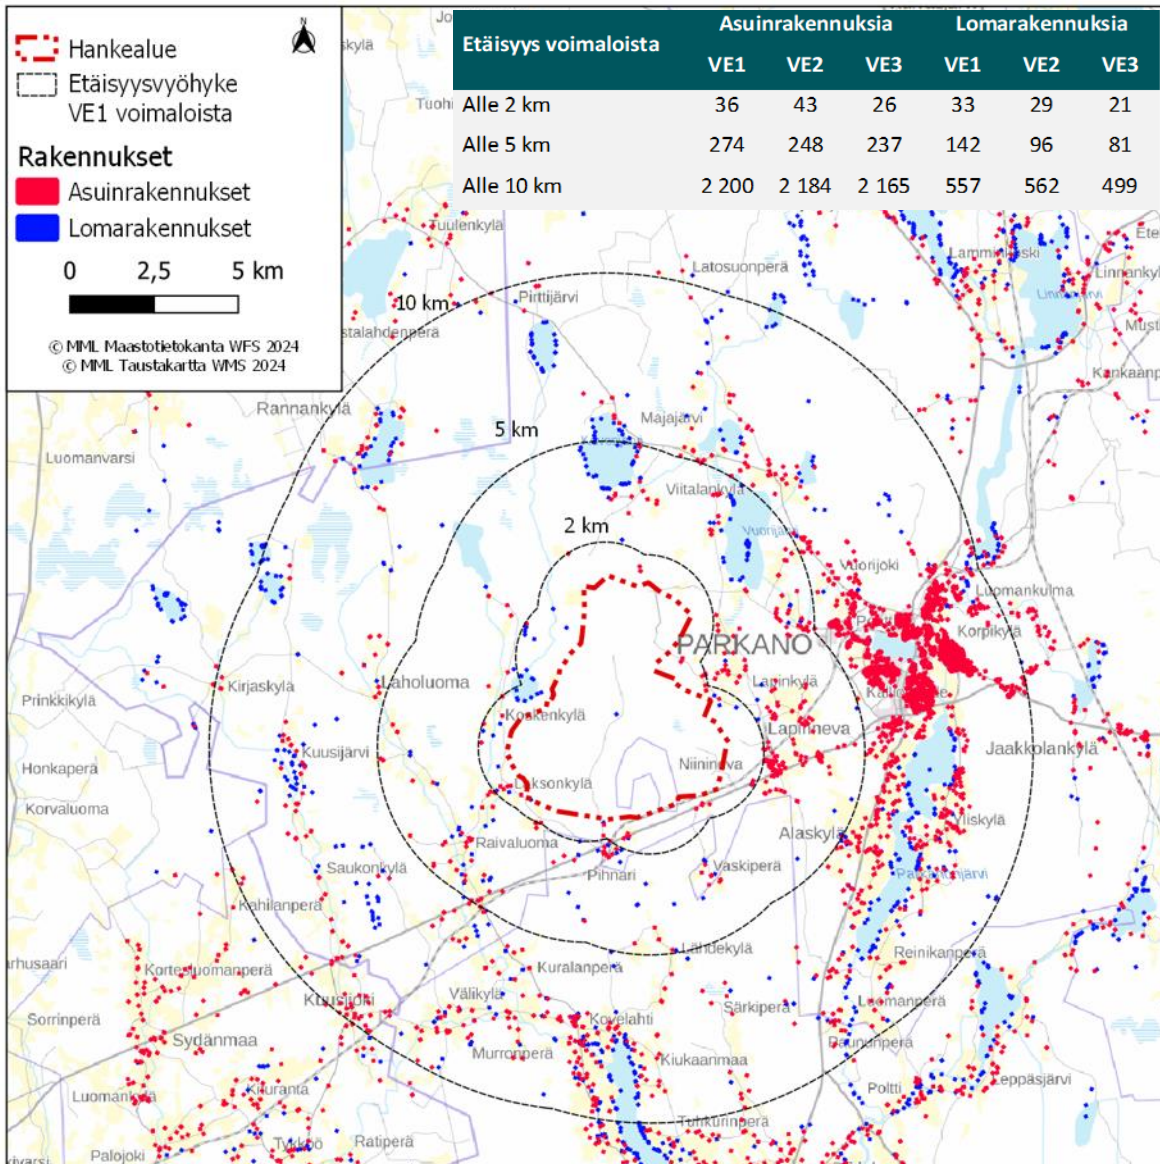 Hankealue
Etäisyysvyöhyke
VE1 voimaloista
Rakennukset
Asuinrakennukset
Lomarakennukset
0 2,5 5 km
© MML Maastotietokanta WFS 2024
© MML Taustakartta WMS 2024
N
Etäisyys voimaloista Asuinrakennuksia Lomarakennuksia
VE1 VE2 VE3 VE1 VE2 VE3
Alle 2 km 36 43 26 33 29 21
Alle 5 km 274 248 237 142 96 81
Alle 10 km 2 200 2 184 2 165 557 562 499
Tuulenkylä
Latosuonperä
Pirttijärvi
10 km
Rannankylä
Majajärvi
5 km
Luomanvarsi
Viitalankylä
2 km
Vuorijoki
Luomankulma
Korpikylä
PARKANO
Lapinkylä
Kirjaskylä
Laholuoma
Prinkkikylä
Koskenkylä
Lapinneva
Kuusijärvi
Jaakkolankylä
Honkaperä
Niinineva
Korvaluoma
Alaskylä
Yliskylä
Raivaluoma
Saukonkylä
Pihnari
Vaskiperä
Kahilanperä
Lähdekylä
Reinikanperä
Kuralanperä
Kortesluomanperä
Välikylä
Särkiperä
Luomanperä
Sorrinperä
Kovelahti
Sydänmaa
Murronperä
Kiukaanmaa
Leppäsjärvi
Poltti
Ratiperä
Palojoki